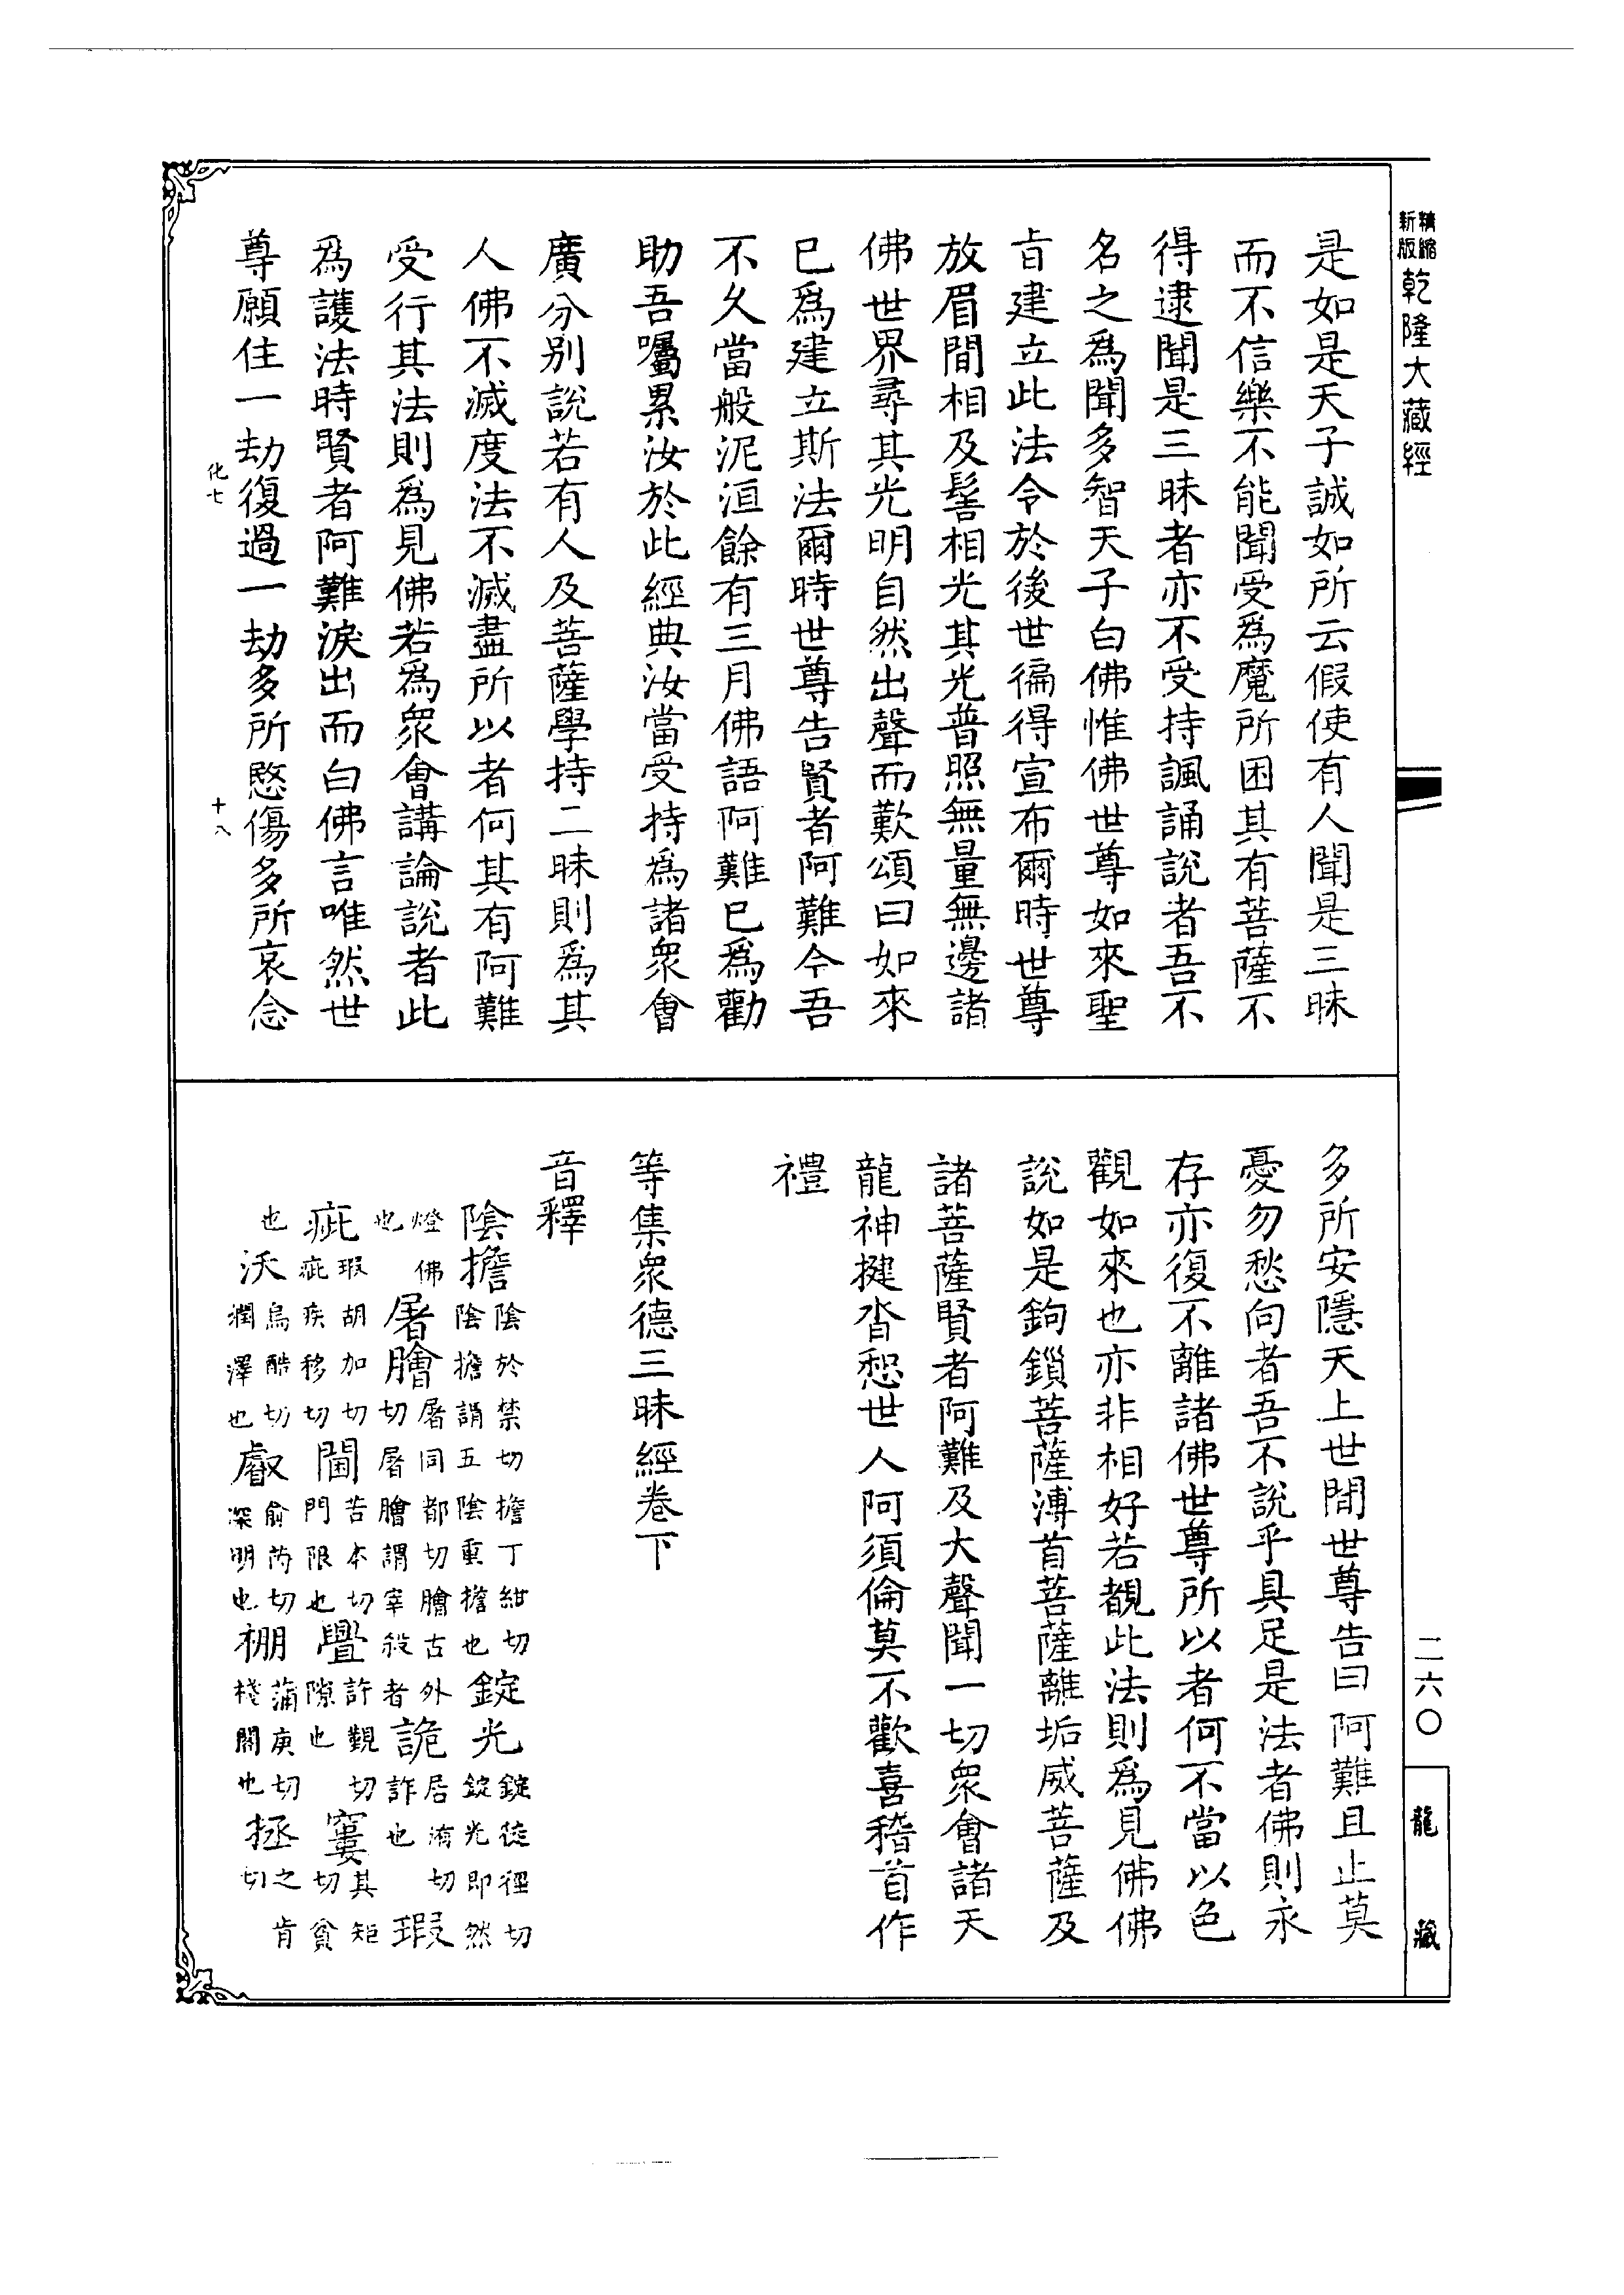 精縮新版乾隆大藏經
是如是天子誠如所云假使有人聞是三昧
而不信樂不能聞受為魔所困其有菩薩不
得逮聞是三昧者亦不受持諷誦說者吾不
名之為聞多智天子白佛惟佛世尊如來聖
旨建立此法令於後世徧得宣布爾時世尊
放眉間相及髻相光其光普照無量無邊諸
佛世界尋其光明自然出聲而歎頌曰如來
已為建立斯法爾時世尊告賢者阿難今吾
不久當般泥洹餘有三月佛語阿難已為勸
助吾囑累汝於此經典汝當受持為諸眾會
廣分別說若有人及菩薩學持二昧則為其
人佛不滅度法不滅盡所以者何其有阿難
受行其法則為見佛若為眾會講論說者此
為護法時賢者阿難淚出而白佛言唯然世
尊願住一劫復過一劫多所愍傷多所哀念
化七
十八
多所安隱天上世間世尊告曰阿難且止莫
憂勿愁向者吾不說乎具足是法者佛則永
存亦復不離諸佛世尊所以者何不當以色
觀如來也亦非相好若覩此法則為見佛佛
說如是鉤鎖菩薩溥首菩薩離垢威菩薩及
諸菩薩賢者阿難及大聲聞一切眾會諸天
龍神揵沓惒世人阿須倫莫不歡喜稽首作
禮
等集眾德三昧經卷下
音釋
陰擔陰於禁切擔丁紺切陰擔謂五陰重擔也錠光錠徒徑切錠光即然
燈佛也屠膾屠同都切膾古外切屠膾謂宰殺者詭居洧切詐也瑕
疵瑕胡加切疵疾移切閫苦本切門限也舋許覲切隙也窶其矩切貧
也沃烏酷切潤澤也叡俞芮切深明也棚蒲庚切棧閣也拯之肯切
二六〇
龍藏